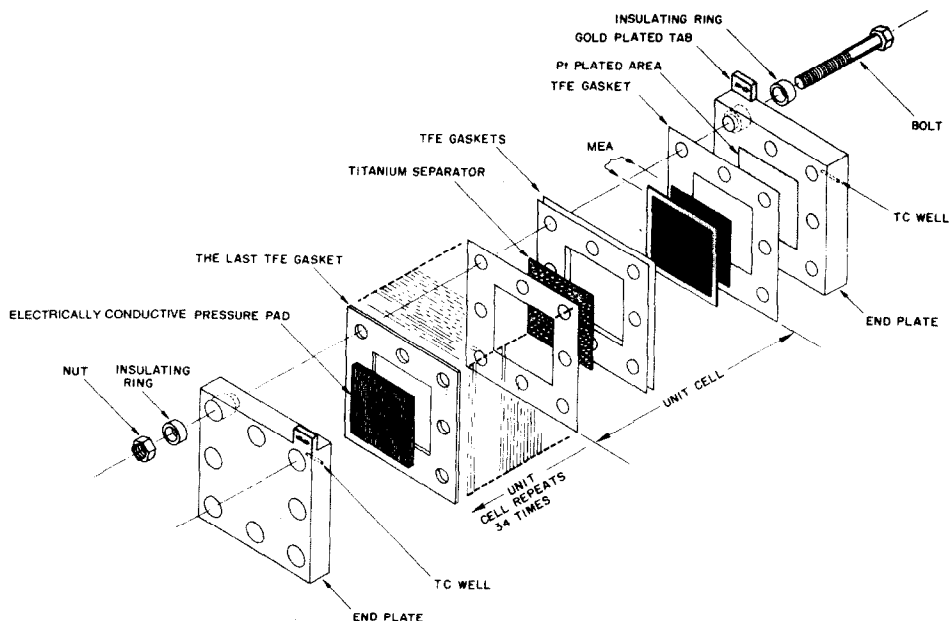 INSULATING RING
GOLD PLATED TAB
Pt PLATED AREA
TFE GASKET
BOLT
MEA
TFE GASKETS
TITANIUM SEPARATOR
TC WELL
THE LAST TFE GASKET
ELECTRICALLY CONDUCTIVE PRESSURE PAD
END PLATE
NUT
INSULATING
RING
UNIT CELL
UNIT
CELL REPEATS
34 TIMES
TC WELL
END PLATE